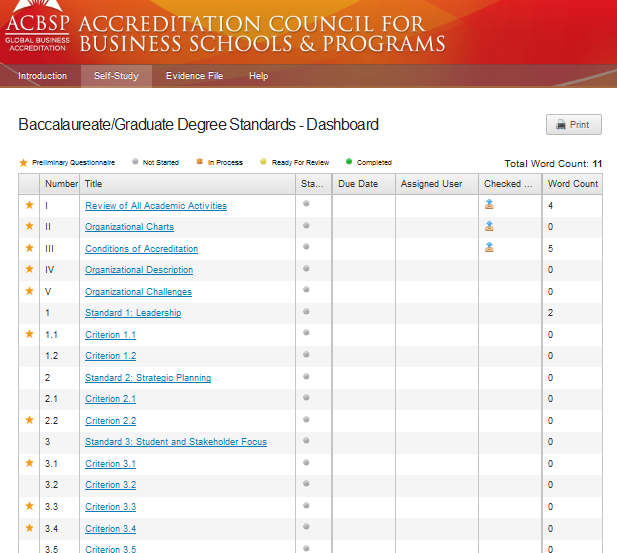 ACBSP
GLOBAL BUSINESS
ACCREDITATION
ACCREDITATION COUNCIL FOR
BUSINESS SCHOOLS & PROGRAMS
Introduction Self-Study Evidence File Help
Baccalaureate/Graduate Degree Standards - Dashboard
Print
Preliminary Questionnaire Not Started In Process Ready For Review Completed Total Word Count: 11
Number Title Sta... Due Date Assigned User Checked ... Word Count
I Review of All Academic Activities 4
II Organizational Charts 0
III Conditions of Accreditation 5
IV Organizational Description 0
V Organizational Challenges 0
1 Standard 1: Leadership 2
1.1 Criterion 1.1 0
1.2 Criterion 1.2 0
2 Standard 2: Strategic Planning 0
2.1 Criterion 2.1 0
2.2 Criterion 2.2 0
3 Standard 3: Student and Stakeholder Focus 0
3.1 Criterion 3.1 0
3.2 Criterion 3.2 0
3.3 Criterion 3.3 0
3.4 Criterion 3.4 0
3.5 Criterion 3.5 0